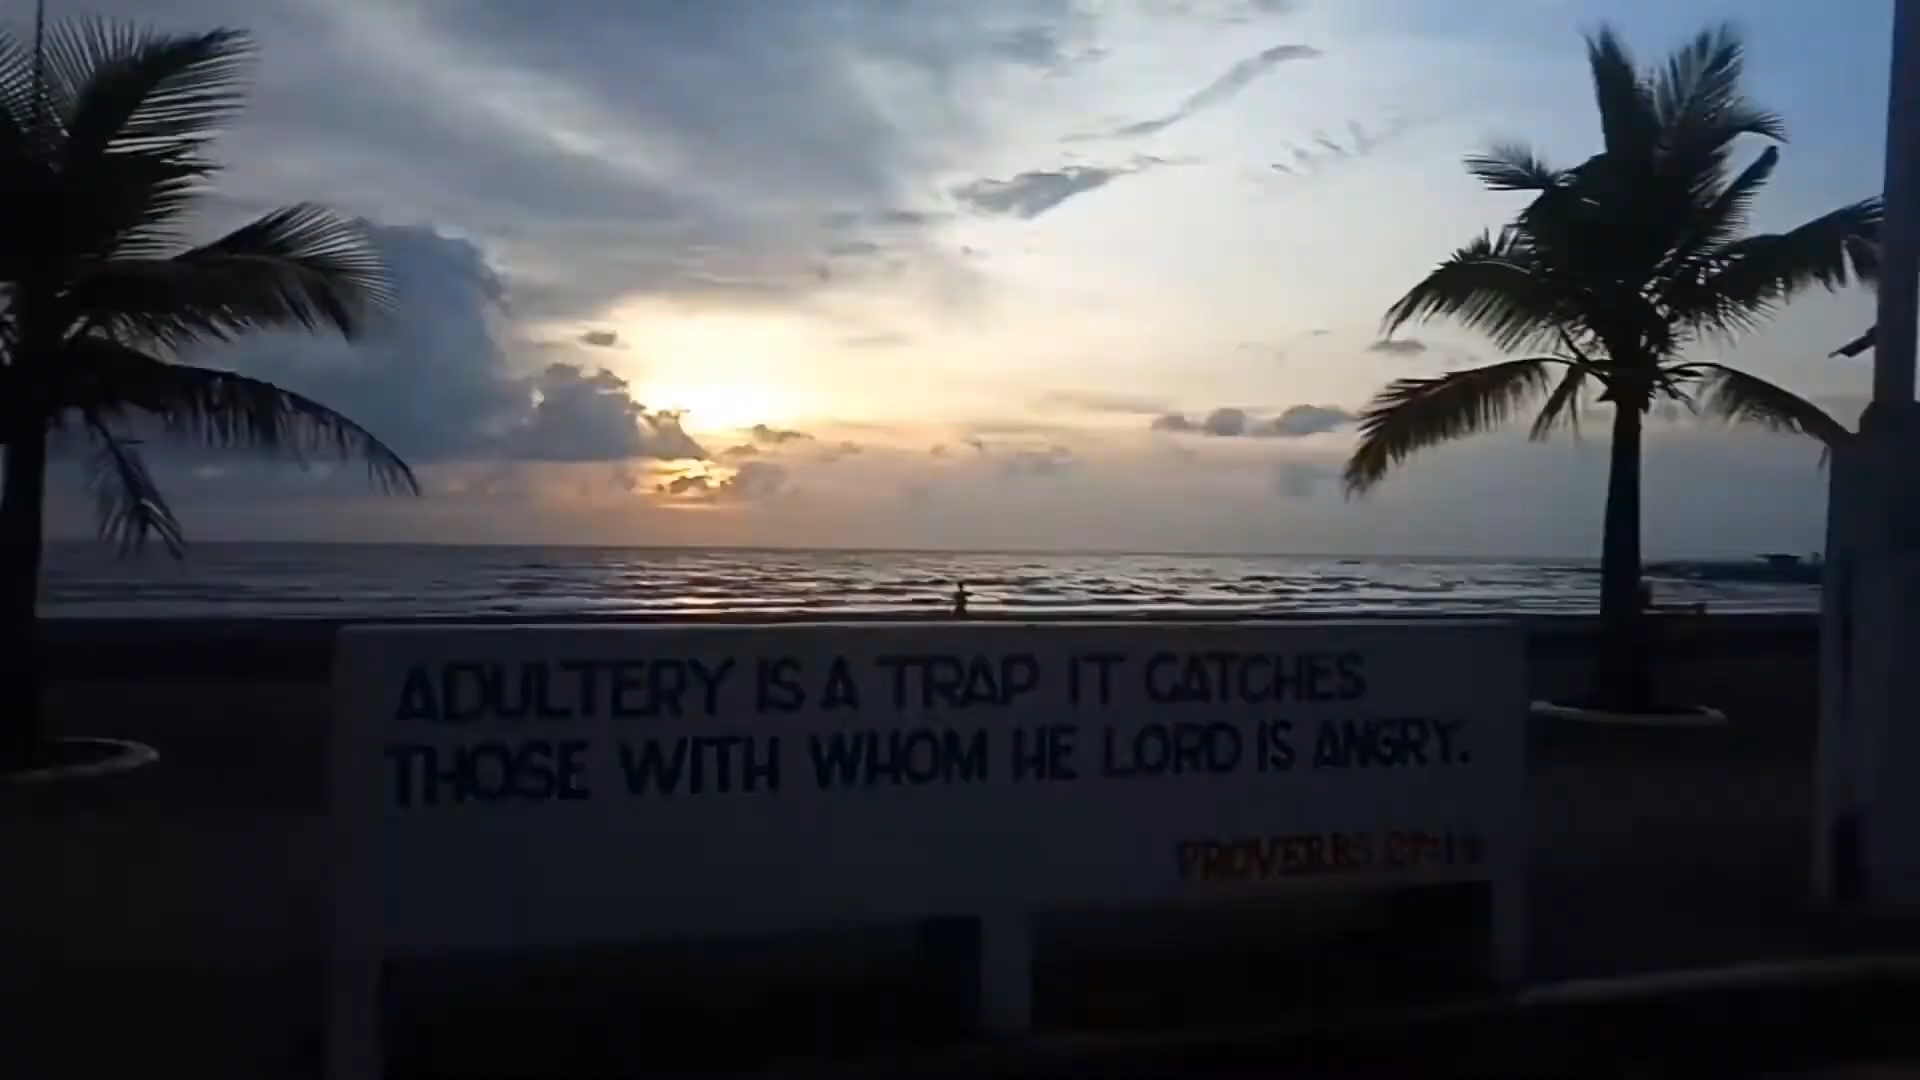 ADULTERY IS A TRAP IT CATCHES
THOSE WITH WHOM HE LORD IS ANGRY.
PROVERBS